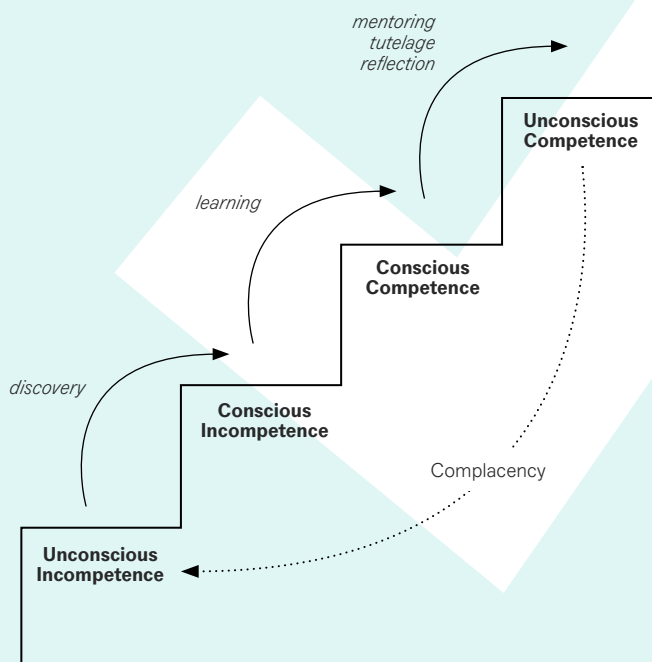 mentoring
tutelage
reflection
Unconscious
Competence
learning
Conscious
Competence
discovery
Conscious
Incompetence
Complacency
Unconscious
Incompetence